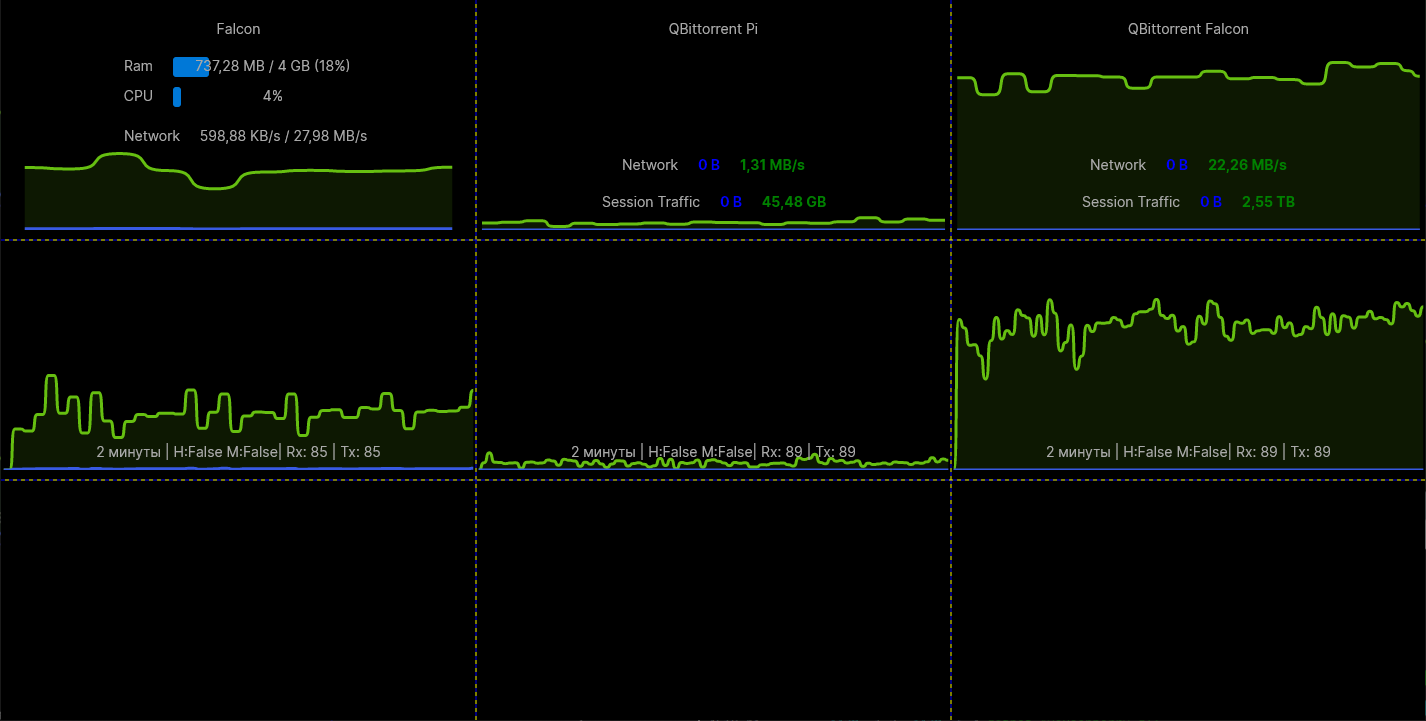 Falcon
Ram 737,28 MB / 4 GB (18%)
CPU 4%
Network 598,88 KB/s / 27,98 MB/s
QBittorrent Pi
Network 0 B 1,31 MB/s
Session Traffic 0 B 45,48 GB
QBittorrent Falcon
Network 0 B 22,26 MB/s
Session Traffic 0 B 2,55 TB
2 минуты | H:False M:False| Rx: 85 | Tx: 85
2 минуты | H:False M:False| Rx: 89 | Tx: 89
2 минуты | H:False M:False| Rx: 89 | Tx: 89